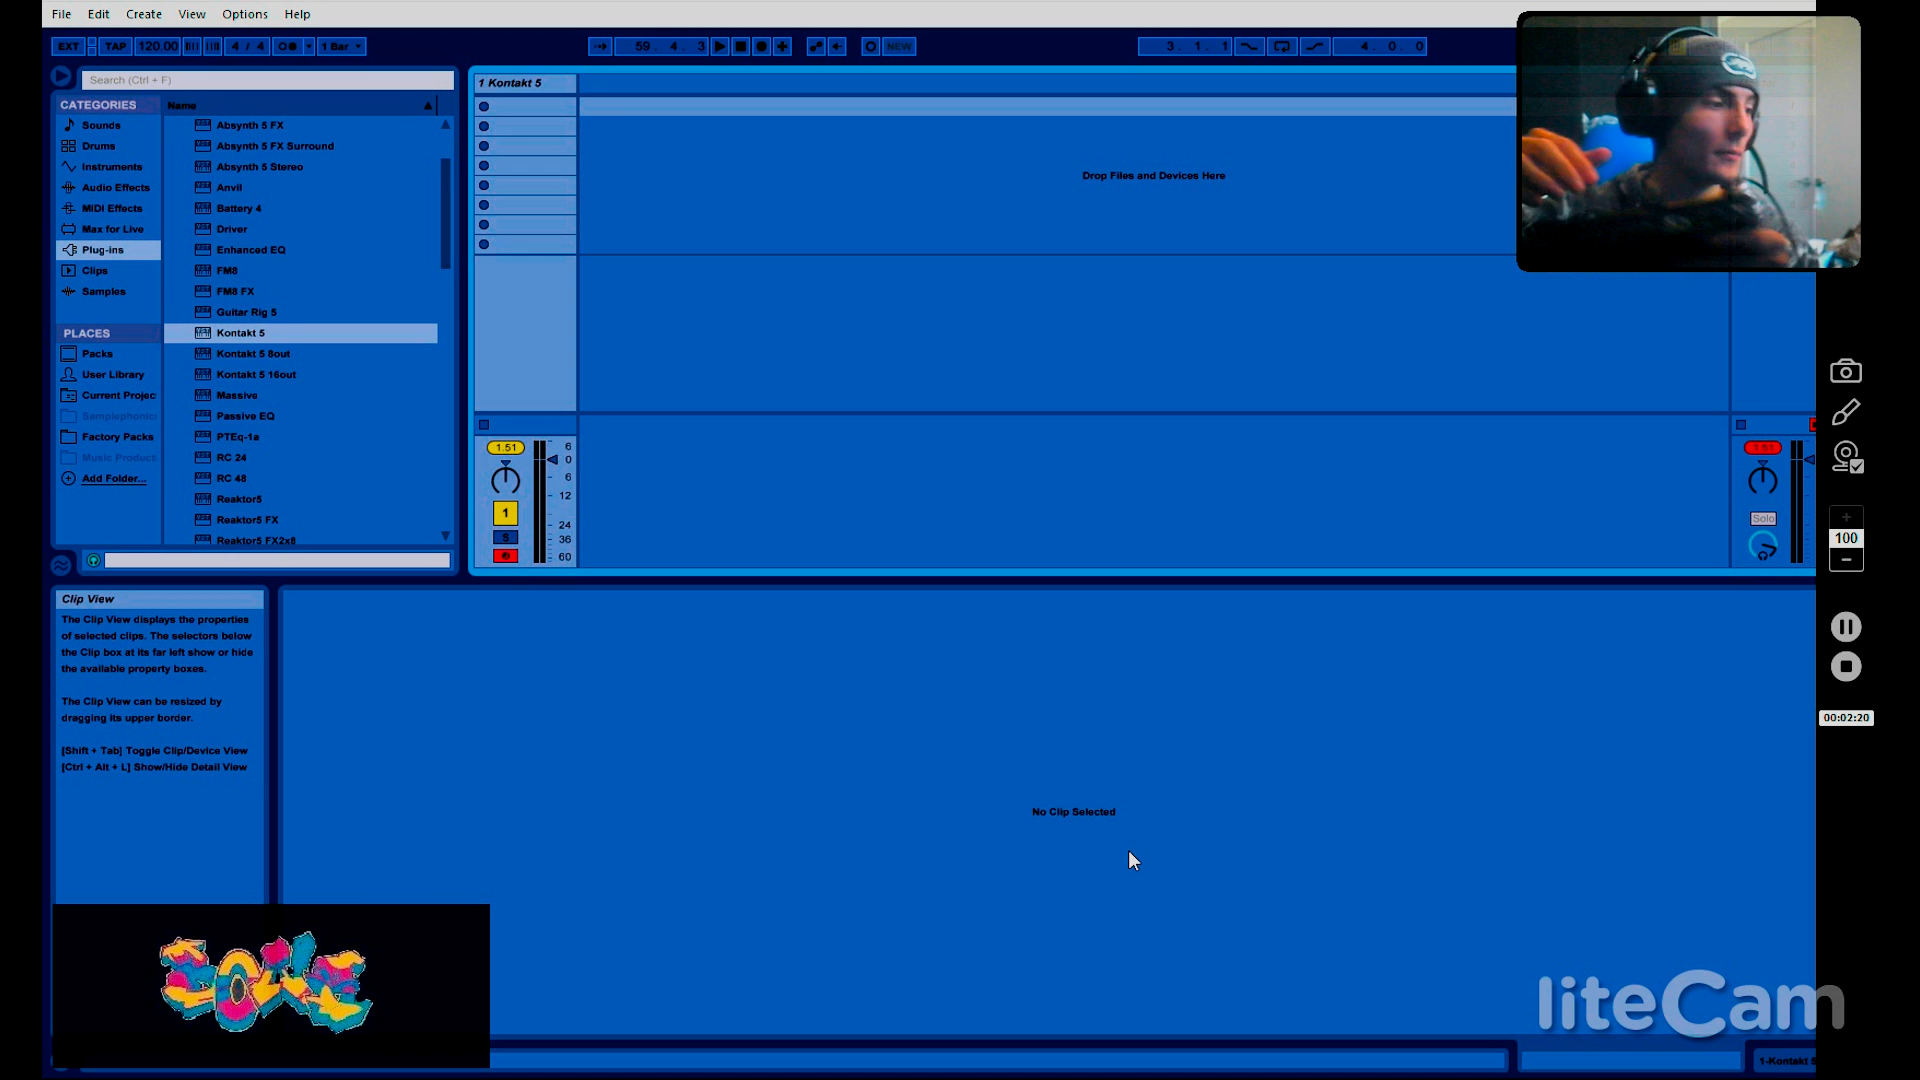 File Edit Create View Options Help
EXT TAP 120.00 4 / 4 1 Bar 59. 4. 3 NEW 3. 1. 1 4. 0. 0
Search (Ctrl + F)
CATEGORIES
Sounds
Drums
Instruments
Audio Effects
MIDI Effects
Max for Live
Plug-ins
Clips
Samples
PLACES
Packs
User Library
Current Projec
Samplephonics
Factory Packs
Music Product
Add Folder...
Name
Absynth 5 FX
Absynth 5 FX Surround
Absynth 5 Stereo
Anvil
Battery 4
Driver
Enhanced EQ
FM8
FM8 FX
Guitar Rig 5
Kontakt 5
Kontakt 5 8out
Kontakt 5 16out
Massive
Passive EQ
PTEq-1a
RC 24
RC 48
Reaktor5
Reaktor5 FX
Reaktor5 FX2x8
1 Kontakt 5
Drop Files and Devices Here
1.51
1
S
6
0
6
12
24
36
60
Solo
100
00:02:20
Clip View
The Clip View displays the properties
of selected clips. The selectors below
the Clip box at its far left show or hide
the available property boxes.
The Clip View can be resized by
dragging its upper border.
[Shift + Tab] Toggle Clip/Device View
[Ctrl + Alt + L] Show/Hide Detail View
No Clip Selected
liteCam
1-Kontakt 5